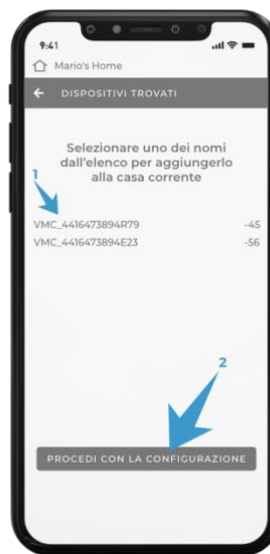 9:41
Mario's Home
DISPOSITIVI TROVATI
Selezionare uno dei nomi
dall'elenco per aggiungerlo
alla casa corrente
1
VMC_4416473894R79 -45
VMC_4416473894E23 -56
2
PROCEDI CON LA CONFIGURAZIONE